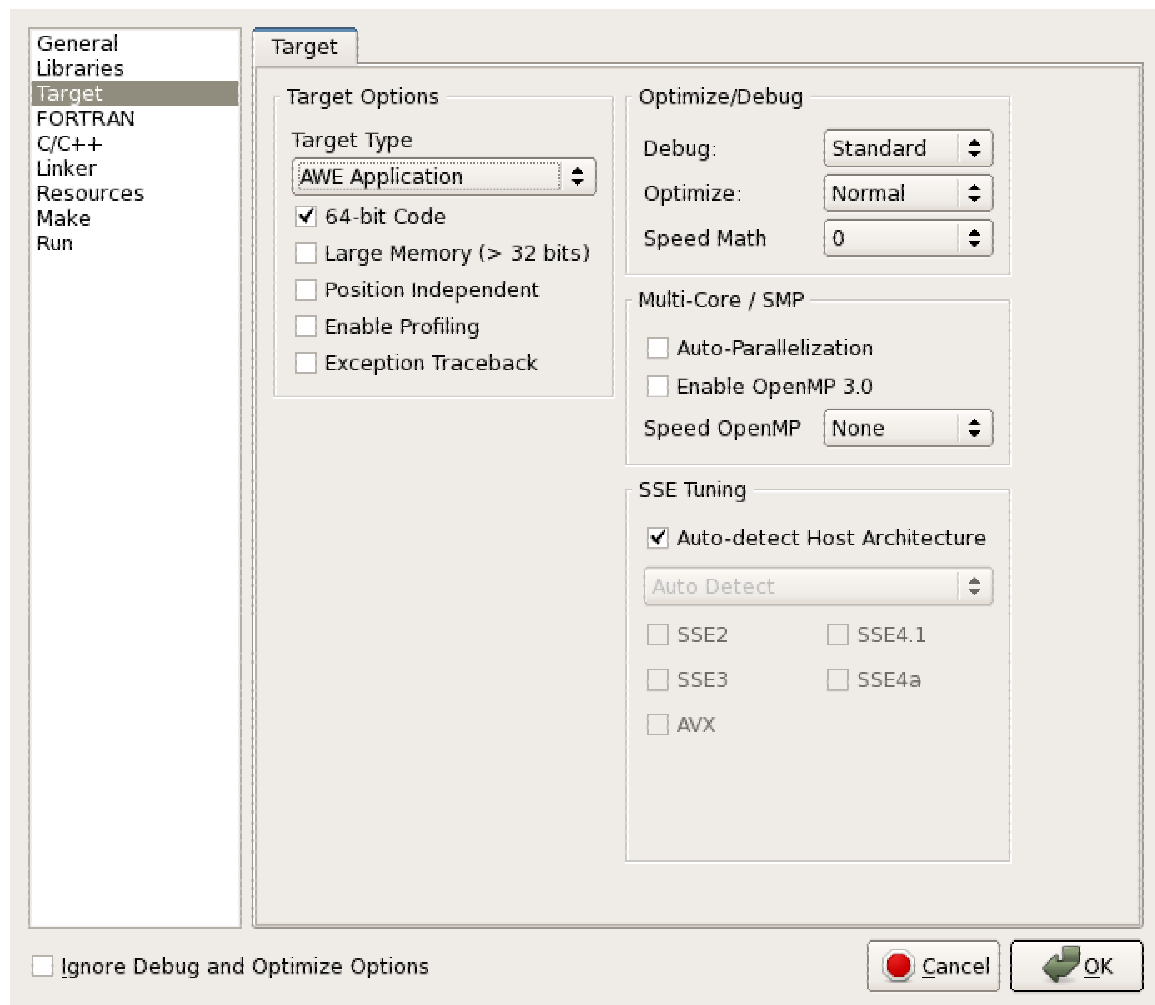 General
Libraries
Target
FORTRAN
C/C++
Linker
Resources
Make
Run
Target
Target Options
Target Type
AWE Application
64-bit Code
Large Memory (> 32 bits)
Position Independent
Enable Profiling
Exception Traceback
Optimize/Debug
Debug: Standard
Optimize: Normal
Speed Math 0
Multi-Core / SMP
Auto-Parallelization
Enable OpenMP 3.0
Speed OpenMP None
SSE Tuning
Auto-detect Host Architecture
Auto Detect
SSE2 SSE4.1
SSE3 SSE4a
AVX
Ignore Debug and Optimize Options
Cancel OK